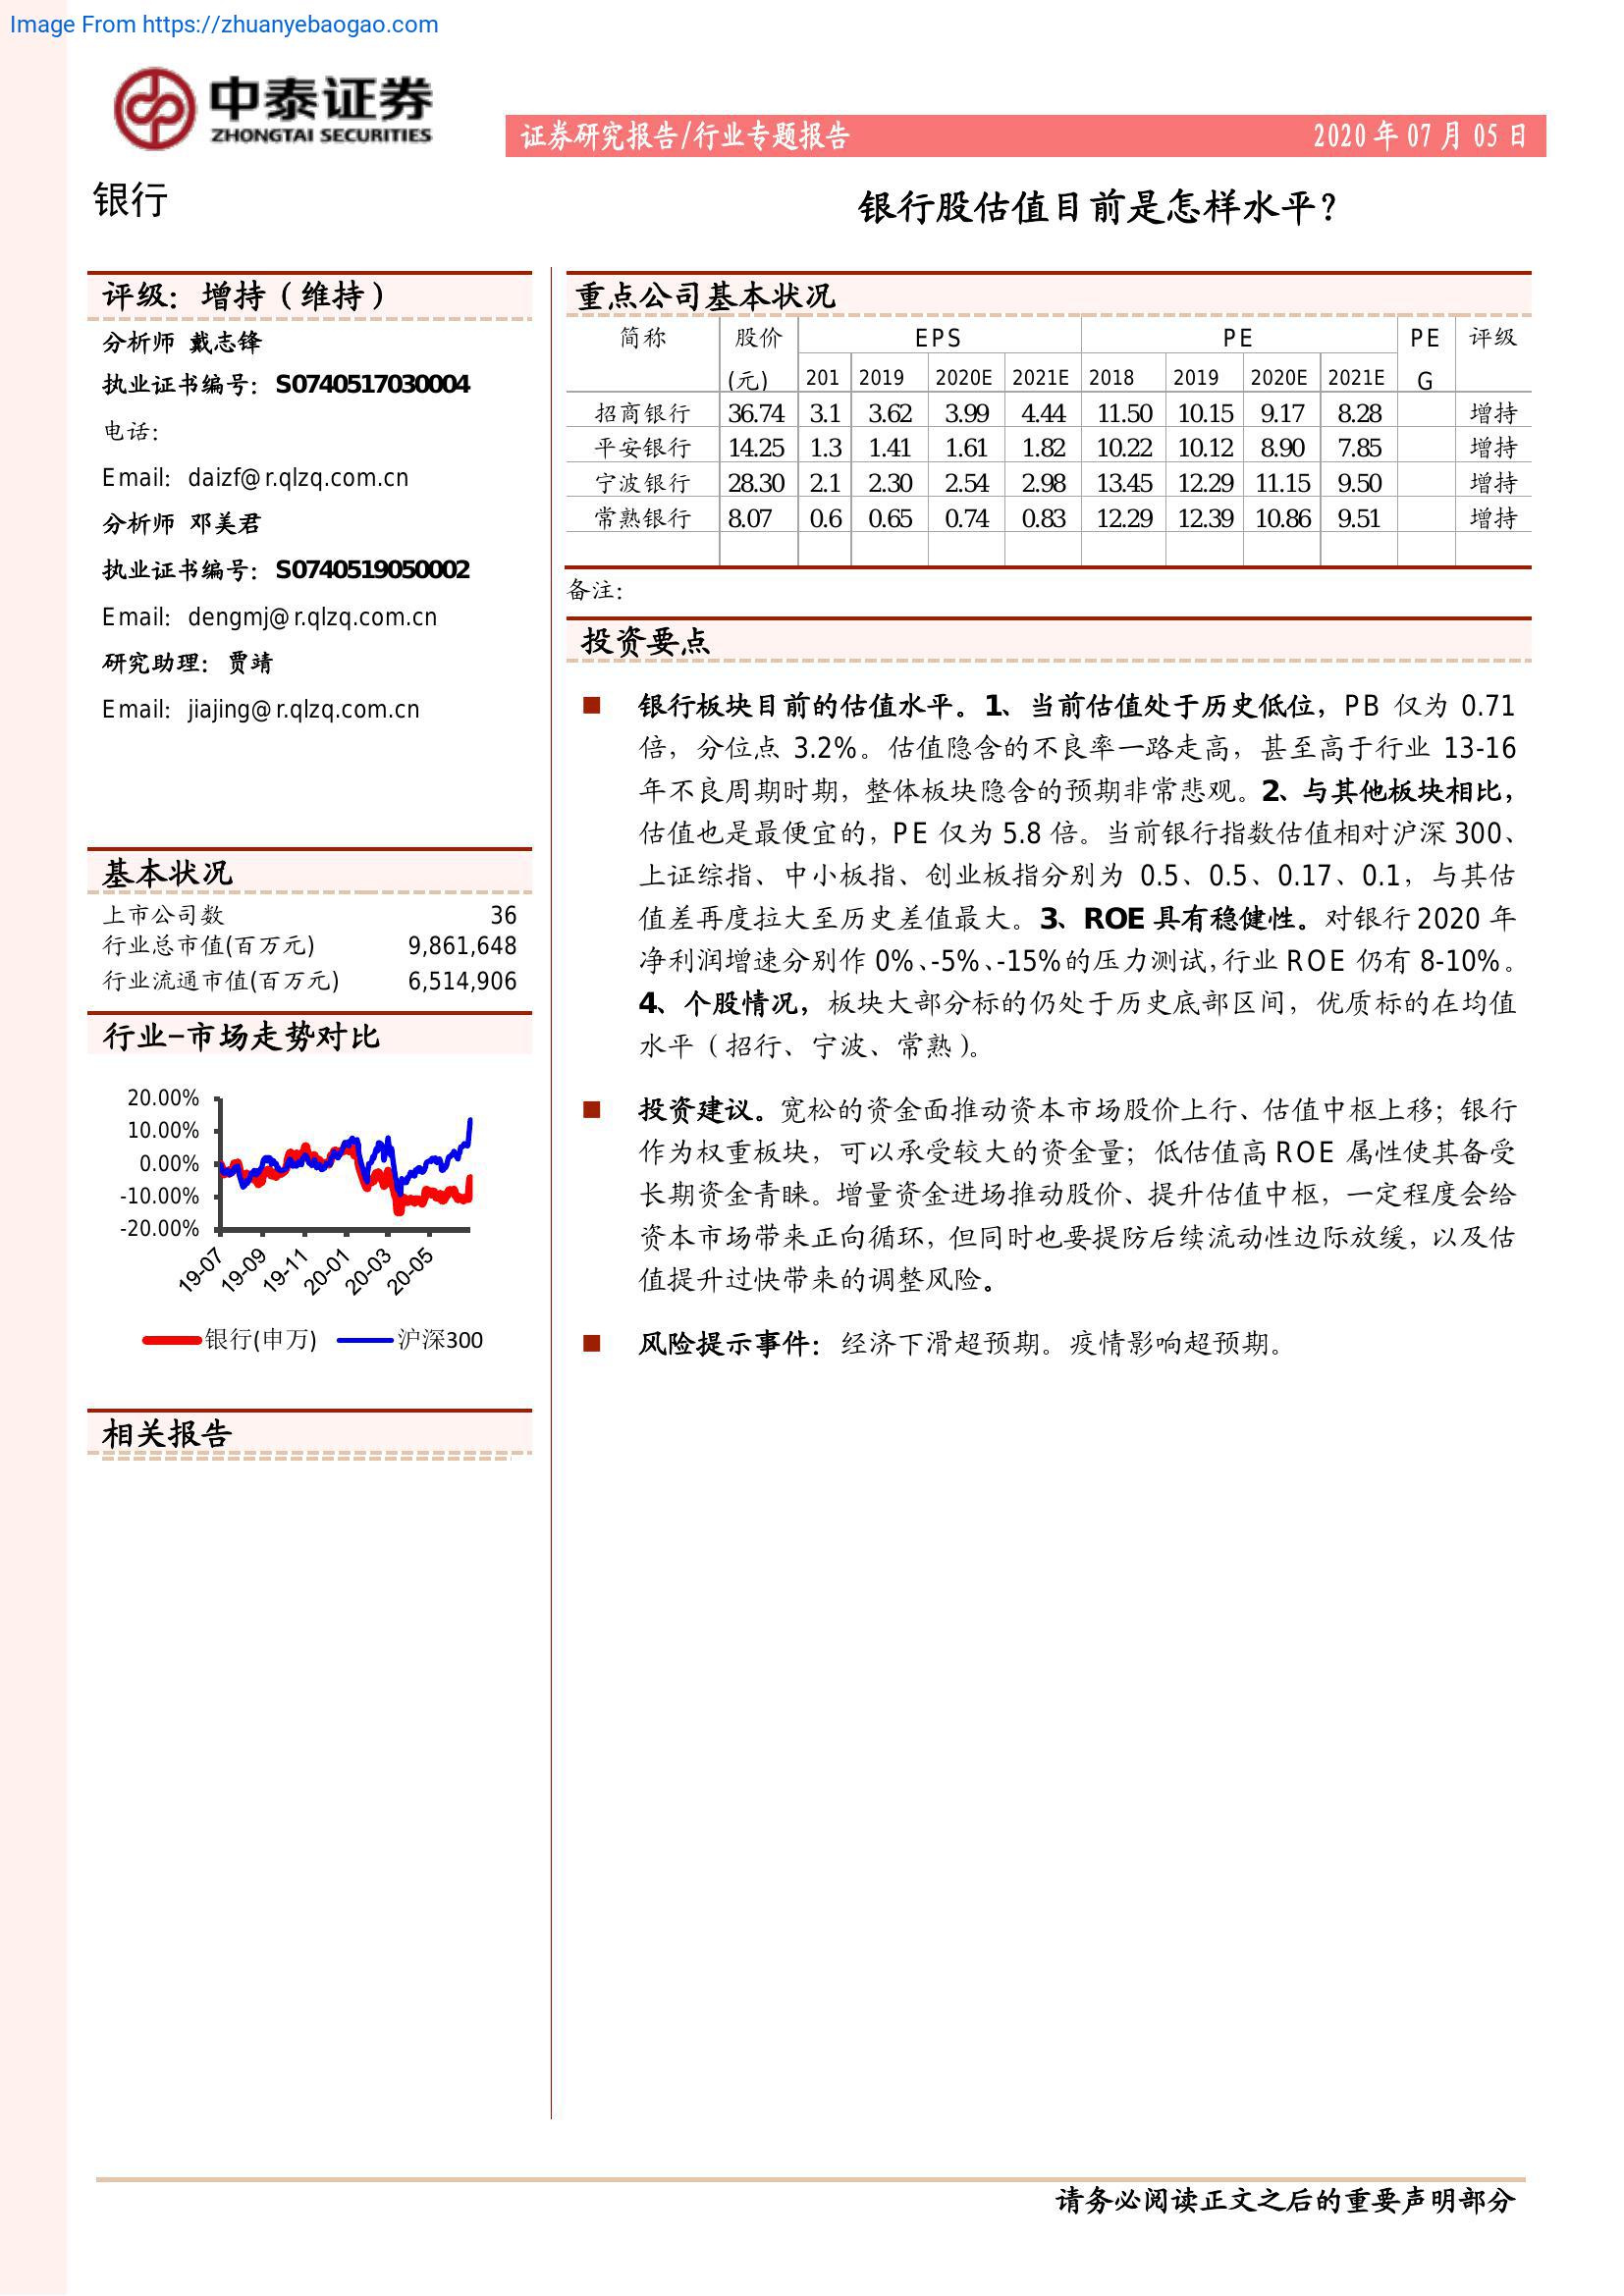 Image From https://zhuanyebaogao.com
中泰证券
ZHONGTAI SECURITIES
证券研究报告/行业专题报告 2020 年 07 月 05 日
银行
银行股估值目前是怎样水平？
评级：增持（维持）
分析师 戴志锋
执业证书编号：S0740517030004
电话：
Email：daizf@r.qlzq.com.cn
分析师 邓美君
执业证书编号：S0740519050002
Email：dengmj@r.qlzq.com.cn
研究助理：贾靖
Email：jiajing@r.qlzq.com.cn
基本状况
上市公司数 36
行业总市值(百万元) 9,861,648
行业流通市值(百万元) 6,514,906
行业-市场走势对比
20.00%
10.00%
0.00%
-10.00%
-20.00%
19-07 19-09 19-11 20-01 20-03 20-05
银行(申万) 沪深300
相关报告
重点公司基本状况
简称 股价 EPS PE PE 评级
(元) 201 2019 2020E 2021E 2018 2019 2020E 2021E G
招商银行 36.74 3.1 3.62 3.99 4.44 11.50 10.15 9.17 8.28 增持
平安银行 14.25 1.3 1.41 1.61 1.82 10.22 10.12 8.90 7.85 增持
宁波银行 28.30 2.1 2.30 2.54 2.98 13.45 12.29 11.15 9.50 增持
常熟银行 8.07 0.6 0.65 0.74 0.83 12.29 12.39 10.86 9.51 增持
备注：
投资要点
■ 银行板块目前的估值水平。1、当前估值处于历史低位，PB 仅为 0.71
倍，分位点 3.2%。估值隐含的不良率一路走高，甚至高于行业 13-16
年不良周期时期，整体板块隐含的预期非常悲观。2、与其他板块相比，
估值也是最便宜的，PE 仅为 5.8 倍。当前银行指数估值相对沪深 300、
上证综指、中小板指、创业板指分别为 0.5、0.5、0.17、0.1，与其估
值差再度拉大至历史差值最大。3、ROE 具有稳健性。对银行 2020 年
净利润增速分别作 0%、-5%、-15%的压力测试，行业 ROE 仍有 8-10%。
4、个股情况，板块大部分标的仍处于历史底部区间，优质标的在均值
水平（招行、宁波、常熟）。
■ 投资建议。宽松的资金面推动资本市场股价上行、估值中枢上移；银行
作为权重板块，可以承受较大的资金量；低估值高 ROE 属性使其备受
长期资金青睐。增量资金进场推动股价、提升估值中枢，一定程度会给
资本市场带来正向循环，但同时也要提防后续流动性边际放缓，以及估
值提升过快带来的调整风险。
■ 风险提示事件：经济下滑超预期。疫情影响超预期。
请务必阅读正文之后的重要声明部分